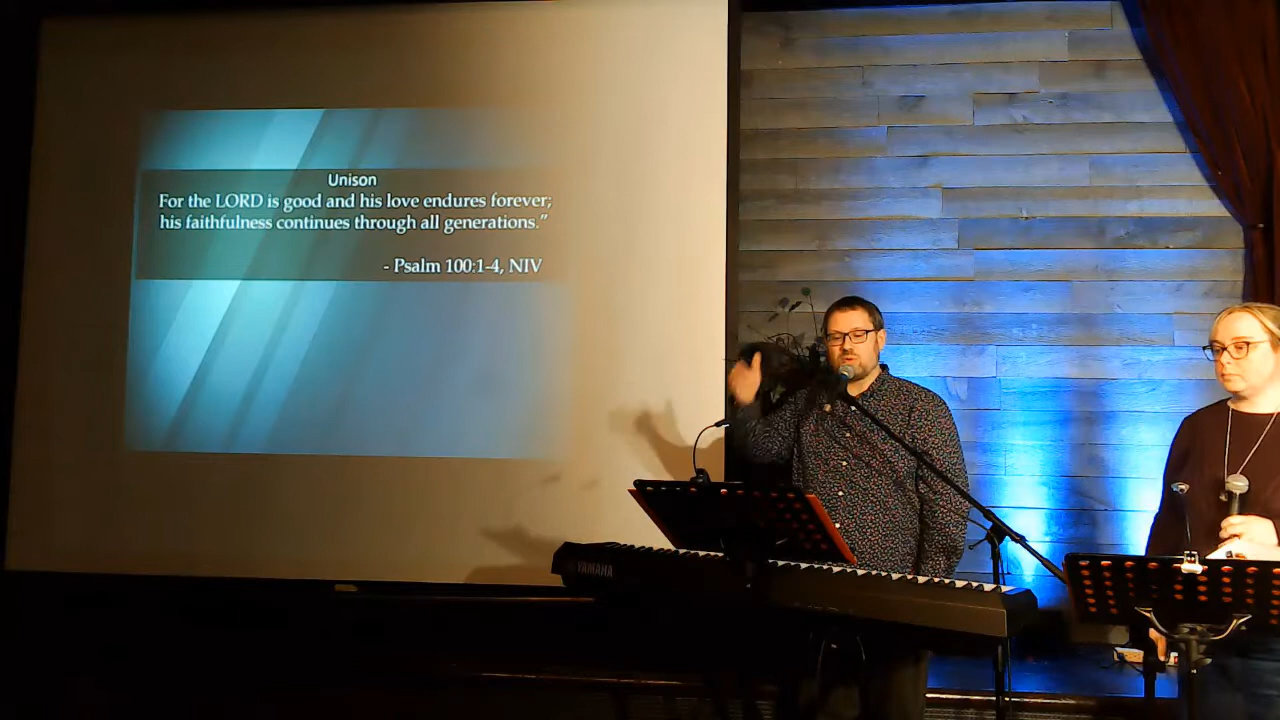 Unison
For the LORD is good and his love endures forever;
his faithfulness continues through all generations.”
- Psalm 100:1-4, NIV
YAMAHA